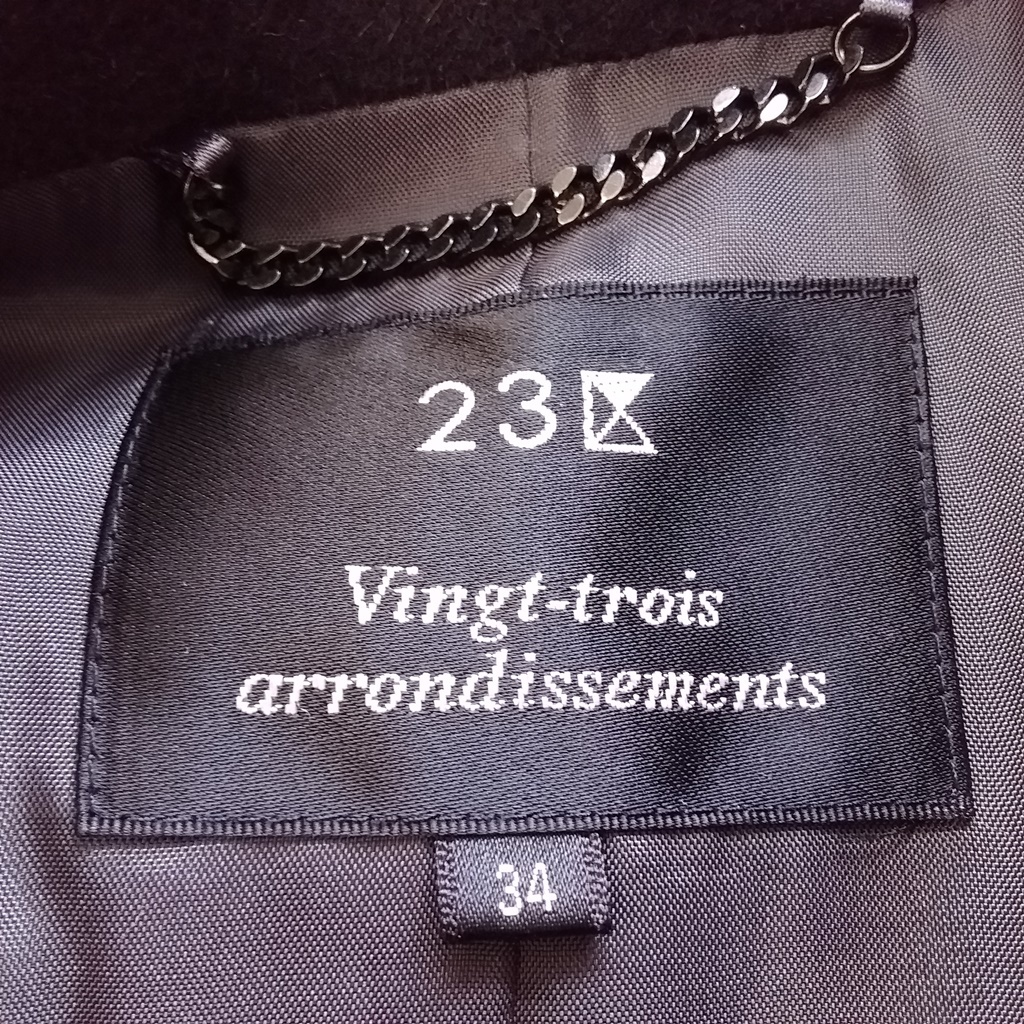 23
Vingt-trois
arrondissements
34